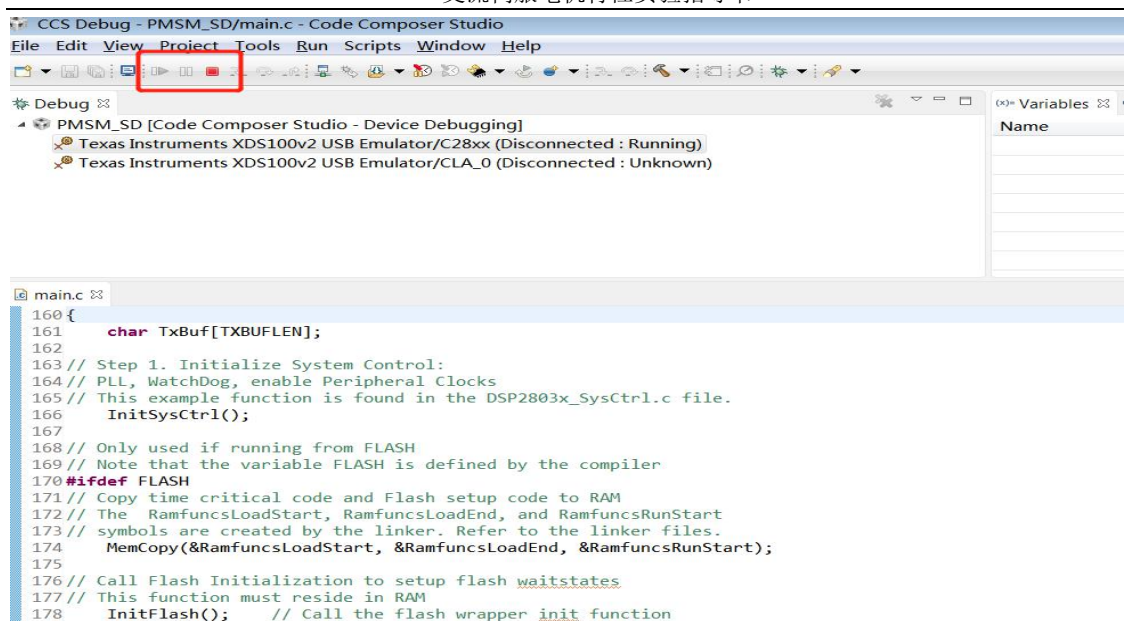 CCS Debug - PMSM_SD/main.c - Code Composer Studio
File Edit View Project Tools Run Scripts Window Help
Debug
(x)= Variables
PMSM_SD [Code Composer Studio - Device Debugging]
Name
Texas Instruments XDS100v2 USB Emulator/C28xx (Disconnected : Running)
Texas Instruments XDS100v2 USB Emulator/CLA_0 (Disconnected : Unknown)
main.c
160 {
161     char TxBuf[TXBUFLEN];
162
163 // Step 1. Initialize System Control:
164 // PLL, WatchDog, enable Peripheral Clocks
165 // This example function is found in the DSP2803x_SysCtrl.c file.
166     InitSysCtrl();
167
168 // Only used if running from FLASH
169 // Note that the variable FLASH is defined by the compiler
170 #ifdef FLASH
171 // Copy time critical code and Flash setup code to RAM
172 // The  RamfuncsLoadStart, RamfuncsLoadEnd, and RamfuncsRunStart
173 // symbols are created by the linker. Refer to the linker files.
174     MemCopy(&RamfuncsLoadStart, &RamfuncsLoadEnd, &RamfuncsRunStart);
175
176 // Call Flash Initialization to setup flash waitstates
177 // This function must reside in RAM
178     InitFlash();    // Call the flash wrapper init function